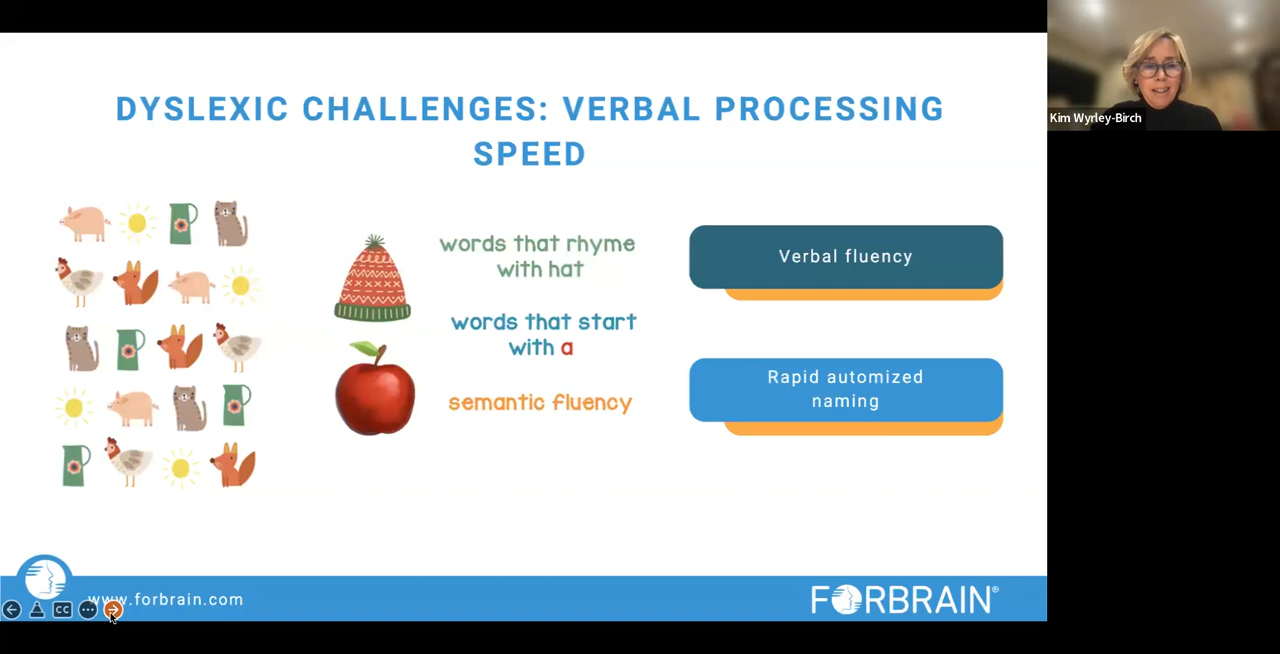 DYSLEXIC CHALLENGES: VERBAL PROCESSING
SPEED
words that rhyme
with hat
words that start
with a
semantic fluency
Verbal fluency
Rapid automized
naming
Kim Wyrley-Birch
www.forbrain.com
CC
FORBRAIN®